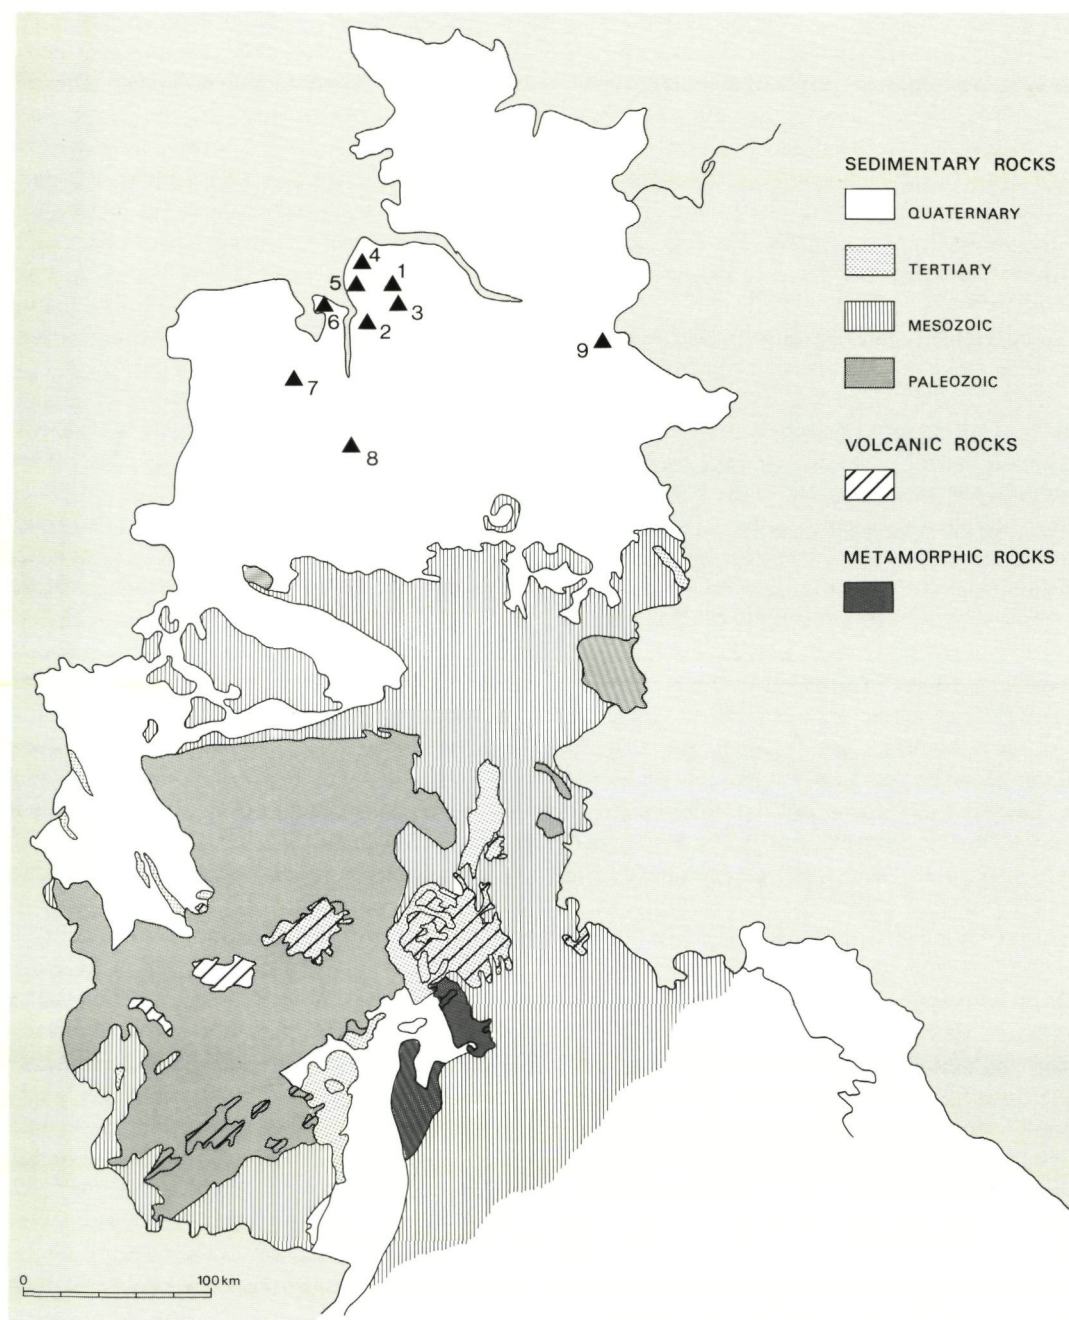 4
5
1
6
3
2
9
7
8
SEDIMENTARY ROCKS
QUATERNARY
TERTIARY
MESOZOIC
PALEOZOIC
VOLCANIC ROCKS
METAMORPHIC ROCKS
0
100 km